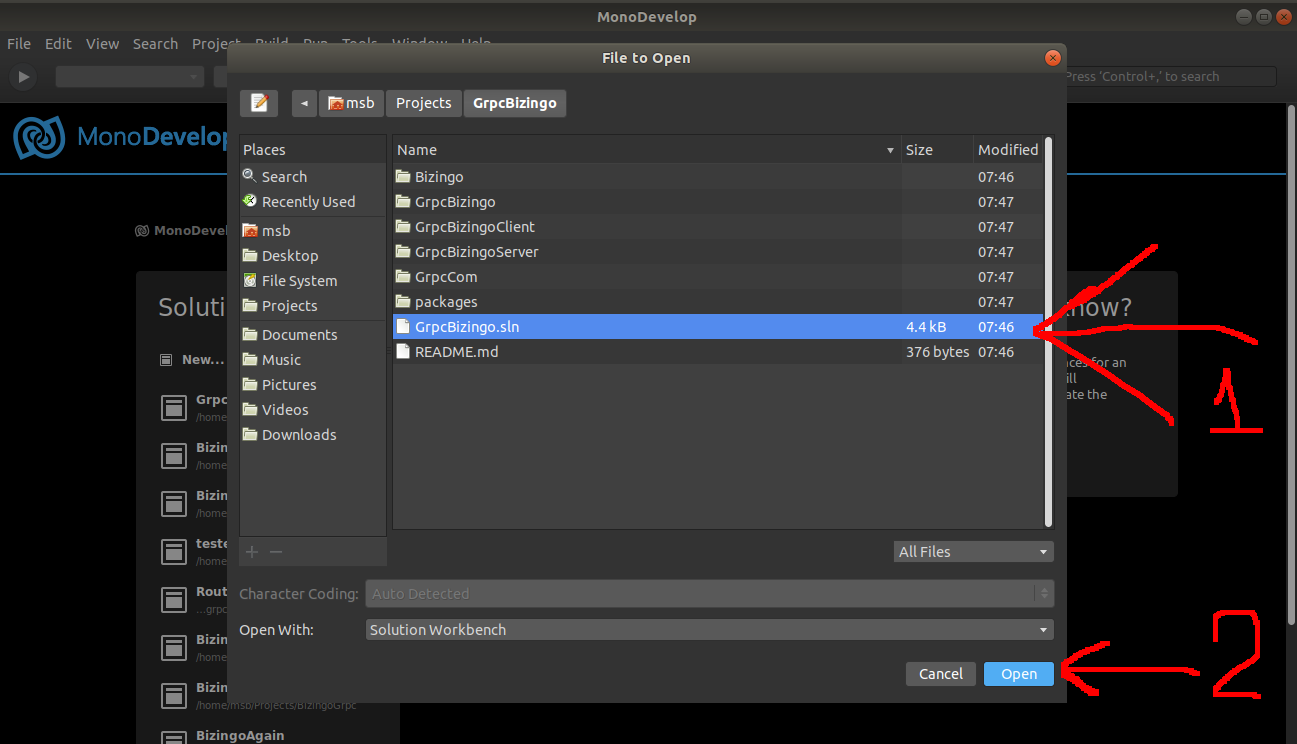 MonoDevelop
File Edit View Search Project Build Run Tools Window Help
Press 'Control+,' to search
File to Open
msb Projects GrpcBizingo
MonoDevelop
Places
Search
Recently Used
msb
Desktop
File System
Projects
Documents
Music
Pictures
Videos
Downloads
Name Size Modified
Bizingo 07:46
GrpcBizingo 07:47
GrpcBizingoClient 07:47
GrpcBizingoServer 07:47
GrpcCom 07:47
packages 07:47
GrpcBizingo.sln 4.4 kB 07:46
README.md 376 bytes 07:46
MonoDevel
Soluti
New...
Grpc
/home
Bizin
/home
Bizin
/home
teste
/home
Rout
...grpc
Bizin
/home
Bizin
/home/msb/Projects/BizingoGrpc
BizingoAgain
know?
nces for an
ill
ate the
1
All Files
Character Coding: Auto Detected
Open With: Solution Workbench
Cancel Open
2